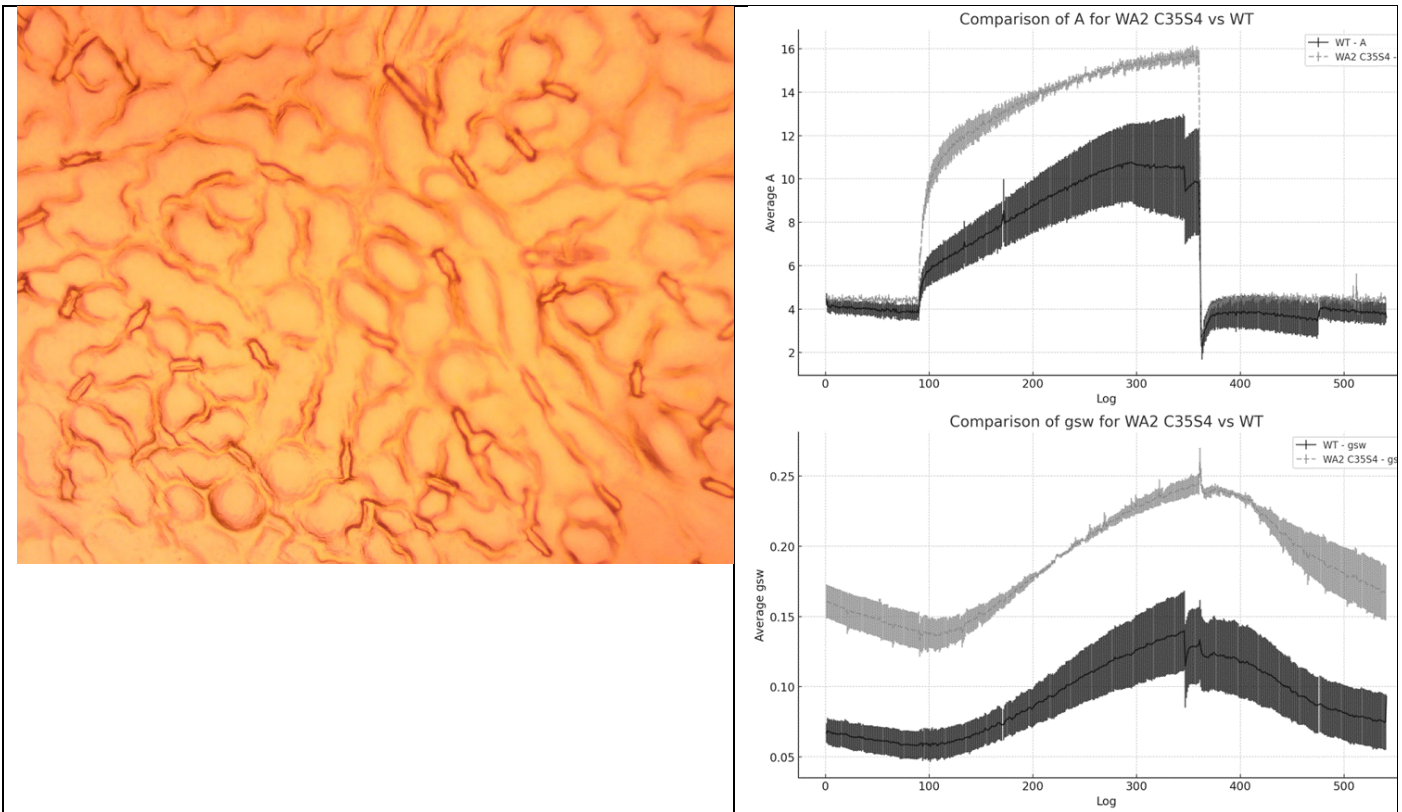 Comparison of A for WA2 C35S4 vs WT
WT - A
WA2 C35S4 -
16
14
12
10
8
6
4
2
Average A
0 100 200 300 400 500
Log
Comparison of gsw for WA2 C35S4 vs WT
WT - gsw
WA2 C35S4 - gs
0.25
0.20
0.15
0.10
0.05
Average gsw
0 100 200 300 400 500
Log